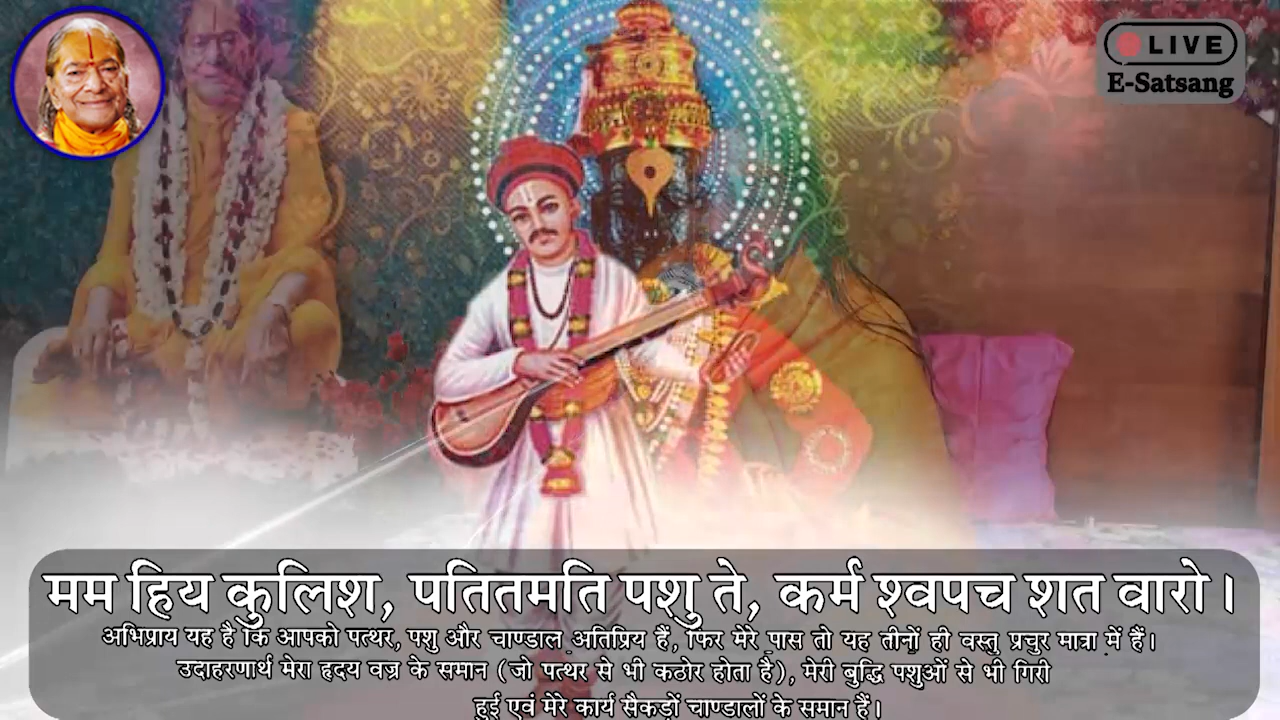 LIVE
E-Satsang
मम हिय कुलिश, पतितमति पशु ते, कर्म श्वपच शत वारो।
अभिप्राय यह है कि आपको पत्थर, पशु और चाण्डाल अतिप्रिय हैं, फिर मेरे पास तो यह तीनों ही वस्तु प्रचुर मात्रा में हैं।
उदाहरणार्थ मेरा हृदय वज्र के समान (जो पत्थर से भी कठोर होता है), मेरी बुद्धि पशुओं से भी गिरी
हुई एवं मेरे कार्य सैकड़ों चाण्डालों के समान हैं।